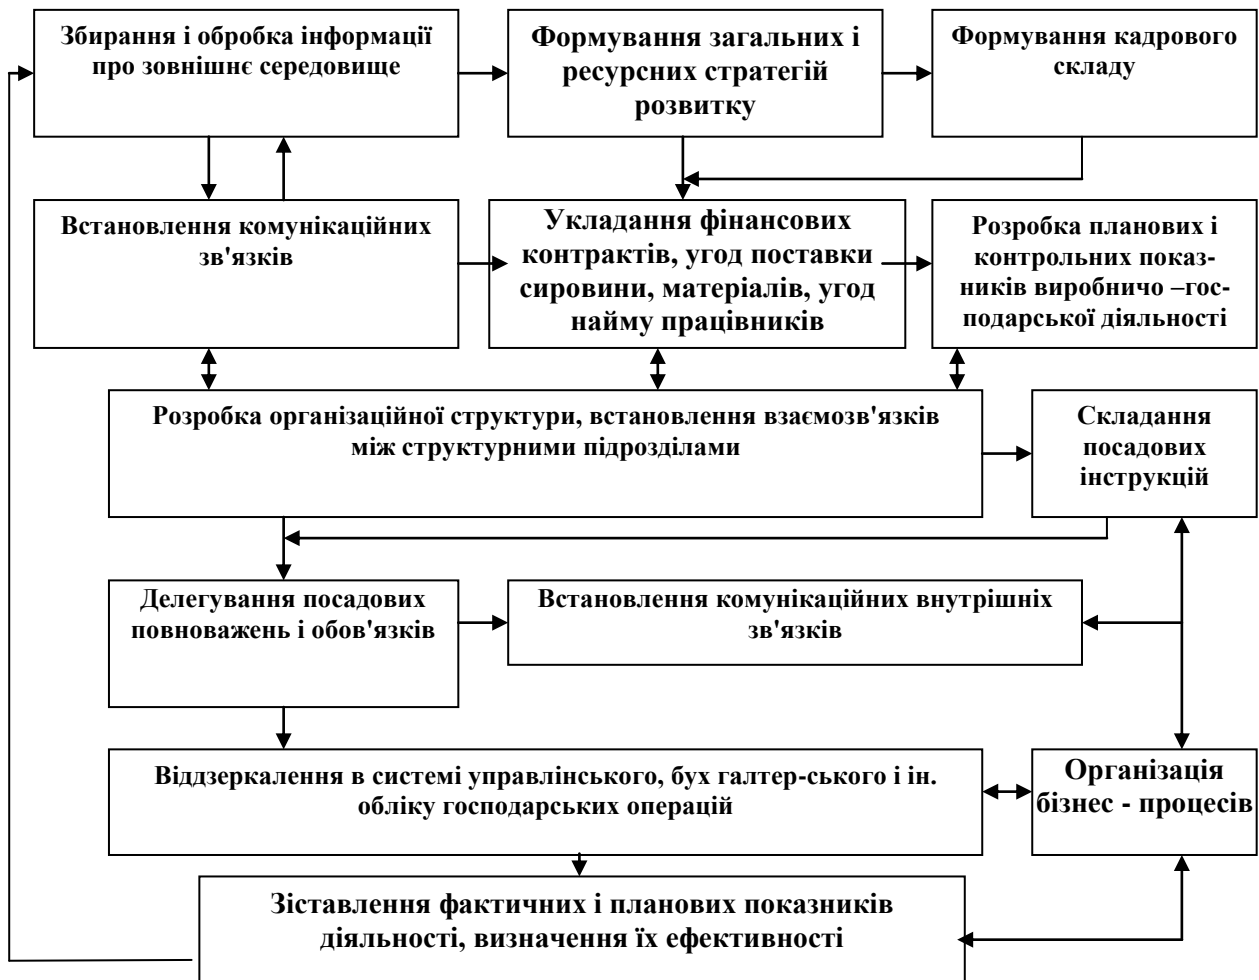 Збирання і обробка інформації
про зовнішнє середовище
Формування загальних і
ресурсних стратегій
розвитку
Формування кадрового
складу
Встановлення комунікаційних
зв'язків
Укладання фінансових
контрактів, угод поставки
сировини, матеріалів, угод
найму працівників
Розробка планових і
контрольних показ-
ників виробничо –гос-
подарської діяльності
Розробка організаційної структури, встановлення взаємозв'язків
між структурними підрозділами
Складання
посадових
інструкцій
Делегування посадових
повноважень і обов'язків
Встановлення комунікаційних внутрішніх
зв'язків
Віддзеркалення в системі управлінського, бух галтер-ського і ін.
обліку господарських операцій
Організація
бізнес - процесів
Зіставлення фактичних і планових показників
діяльності, визначення їх ефективності